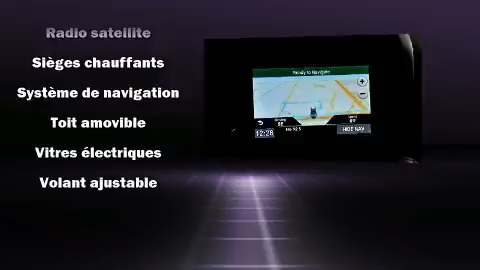 Radio satellite
Sièges chauffants
Système de navigation
Toit amovible
Vitres électriques
Volant ajustable
Ready to Navigate
12:26
HIDE NAV